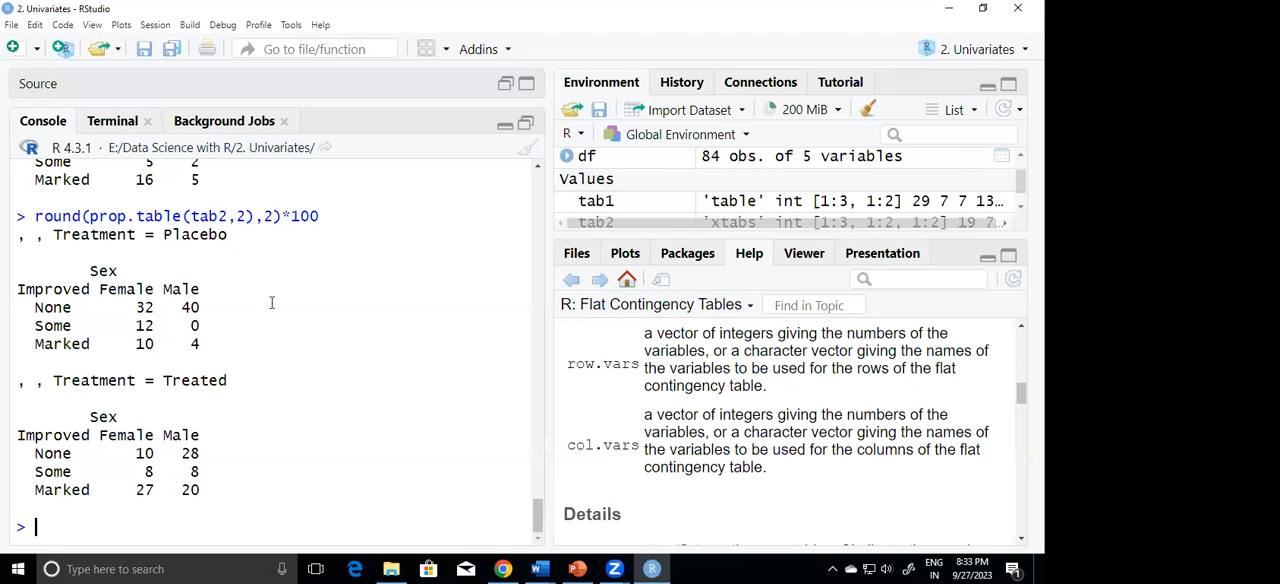 2. Univariates - RStudio
File Edit Code View Plots Session Build Debug Profile Tools Help
Go to file/function Addins 2. Univariates
Source
Console Terminal Background Jobs
R 4.3.1 · E:/Data Science with R/2. Univariates/
Some 5 2
Marked 16 5
> round(prop.table(tab2,2),2)*100
, , Treatment = Placebo
Sex
Improved Female Male
None 32 40
Some 12 0
Marked 10 4
, , Treatment = Treated
Sex
Improved Female Male
None 10 28
Some 8 8
Marked 27 20
>
Environment History Connections Tutorial
Import Dataset 200 MiB List
R Global Environment
df 84 obs. of 5 variables
Values
tab1 'table' int [1:3, 1:2] 29 7 7 13…
tab2 'xtabs' int [1:3, 1:2, 1:2] 19 7…
Files Plots Packages Help Viewer Presentation
R: Flat Contingency Tables Find in Topic
a vector of integers giving the numbers of the
variables, or a character vector giving the names of
row.vars
the variables to be used for the rows of the flat
contingency table.
a vector of integers giving the numbers of the
variables, or a character vector giving the names of
col.vars
the variables to be used for the columns of the flat
contingency table.
Details
Type here to search
ENG
IN
8:33 PM
9/27/2023
1